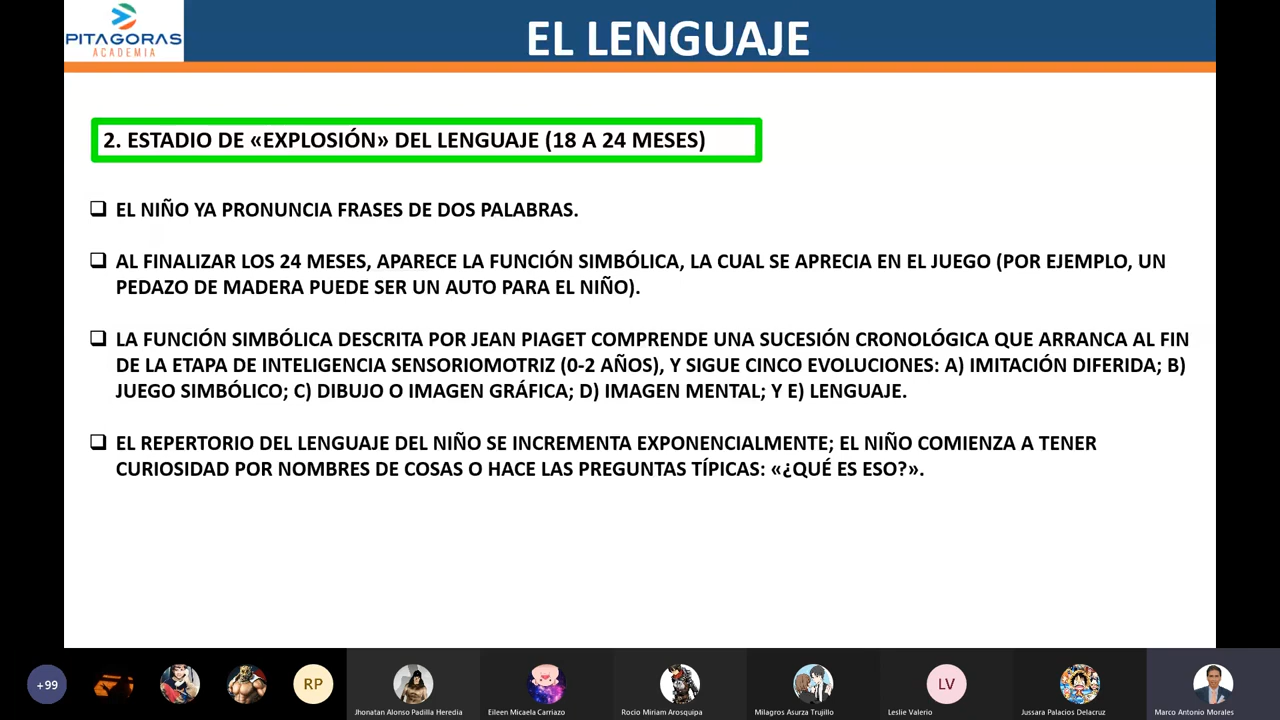 PITAGORAS
ACADEMIA
EL LENGUAJE
2. ESTADIO DE «EXPLOSIÓN» DEL LENGUAJE (18 A 24 MESES)
EL NIÑO YA PRONUNCIA FRASES DE DOS PALABRAS.
AL FINALIZAR LOS 24 MESES, APARECE LA FUNCIÓN SIMBÓLICA, LA CUAL SE APRECIA EN EL JUEGO (POR EJEMPLO, UN
PEDAZO DE MADERA PUEDE SER UN AUTO PARA EL NIÑO).
LA FUNCIÓN SIMBÓLICA DESCRITA POR JEAN PIAGET COMPRENDE UNA SUCESIÓN CRONOLÓGICA QUE ARRANCA AL FIN
DE LA ETAPA DE INTELIGENCIA SENSORIOMOTRIZ (0-2 AÑOS), Y SIGUE CINCO EVOLUCIONES: A) IMITACIÓN DIFERIDA; B)
JUEGO SIMBÓLICO; C) DIBUJO O IMAGEN GRÁFICA; D) IMAGEN MENTAL; Y E) LENGUAJE.
EL REPERTORIO DEL LENGUAJE DEL NIÑO SE INCREMENTA EXPONENCIALMENTE; EL NIÑO COMIENZA A TENER
CURIOSIDAD POR NOMBRES DE COSAS O HACE LAS PREGUNTAS TÍPICAS: «¿QUÉ ES ESO?».
+99
RP
LV
Jhonatan Alonso Padilla Heredia
Eileen Micaela Carriazo
Rocio Miriam Arosquipa
Milagros Asurza Trujillo
Leslie Valerio
Jussara Palacios Delacruz
Marco Antonio Morales